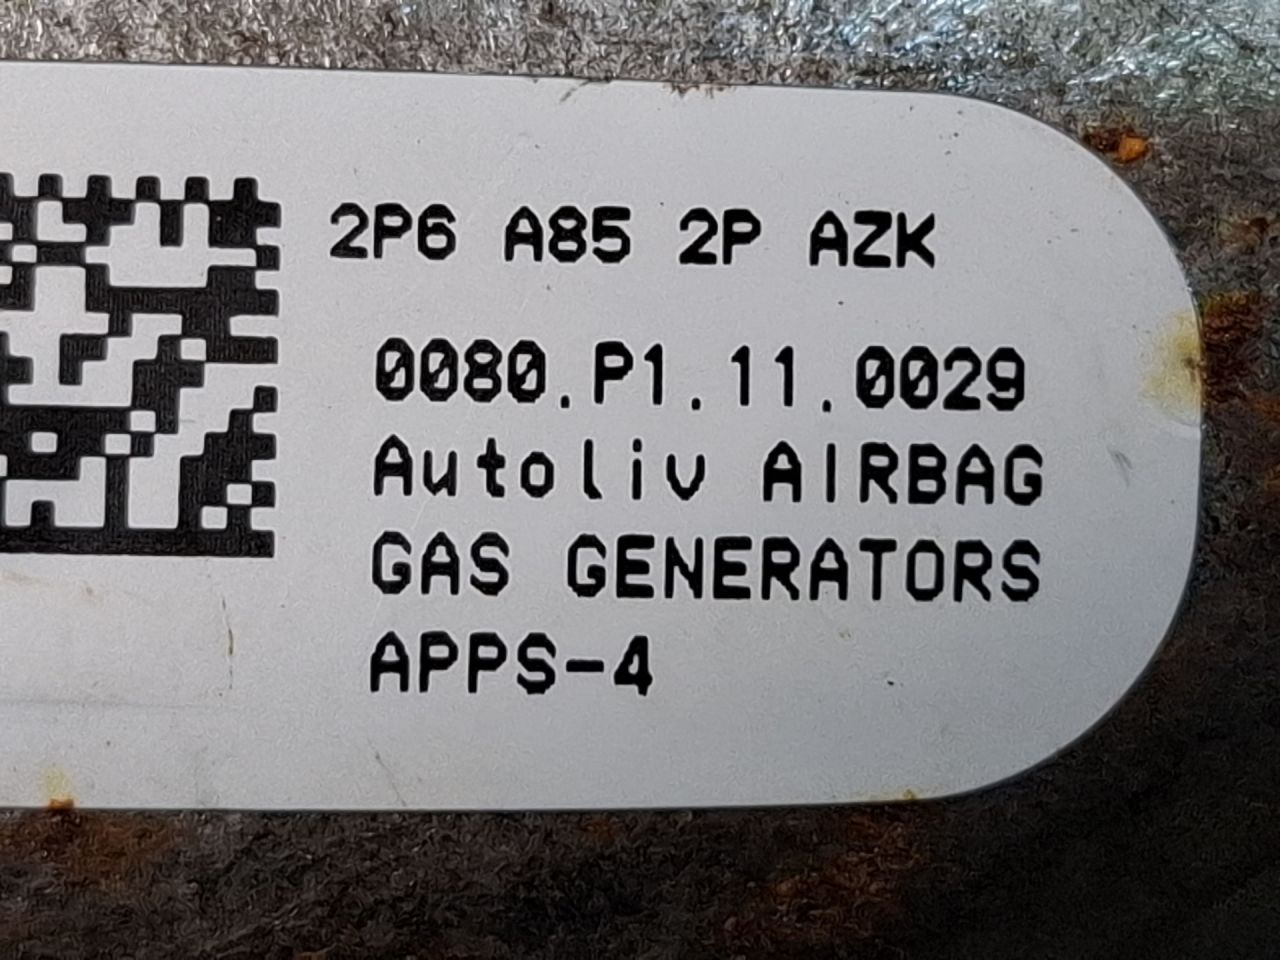 2P6 A85 2P AZK
0080.P1.11.0029
Autoliv AIRBAG
GAS GENERATORS
APPS-4